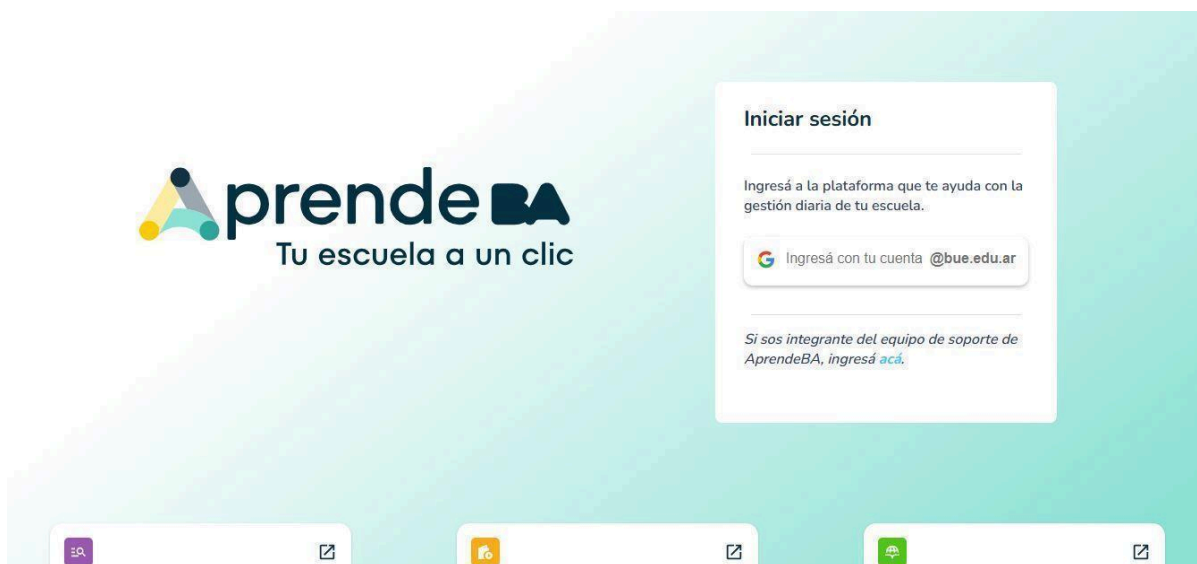 AprendeBA
Tu escuela a un clic
Iniciar sesión
Ingresá a la plataforma que te ayuda con la
gestión diaria de tu escuela.
Ingresá con tu cuenta @bue.edu.ar
Si sos integrante del equipo de soporte de
AprendeBA, ingresá acá.